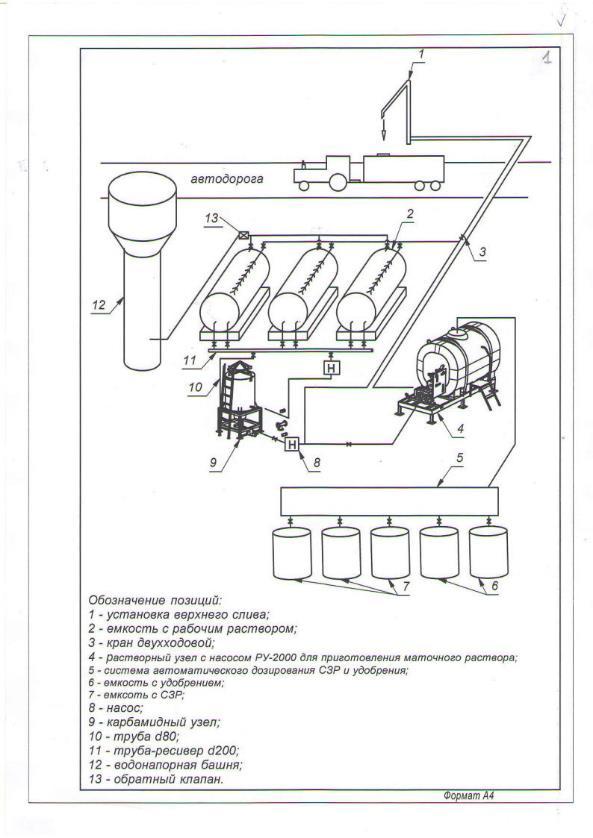 1
1
автодорога
13
2
3
12
11
Н
10
4
9
Н
8
5
7
6
Обозначение позиций:
1 - установка верхнего слива;
2 - емкость с рабочим раствором;
3 - кран двухходовой;
4 - растворный узел с насосом РУ-2000 для приготовления маточного раствора;
5 - система автоматического дозирования СЗР и удобрения;
6 - емкость с удобрением;
7 - емксоть с СЗР;
8 - насос;
9 - карбамидный узел;
10 - труба d80;
11 - труба-ресивер d200;
12 - водонапорная башня;
13 - обратный клапан.
Формат А4